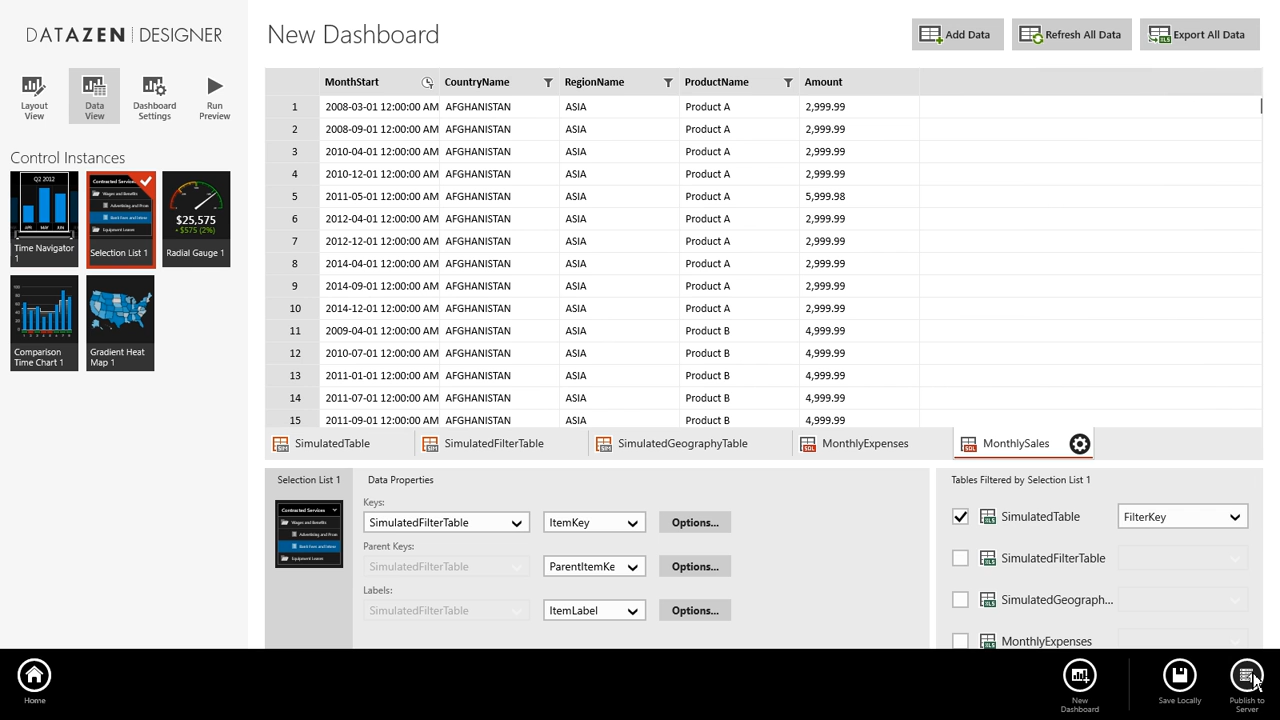 DATAZEN DESIGNER
New Dashboard
Add Data
Refresh All Data
Export All Data
Layout View
Data View
Dashboard Settings
Run Preview
Control Instances
Q2 2012
Time Navigator 1
Contracted Services
Wages and Benefits
Equipment Leases
Selection List 1
$25,575
+ $575 (2%)
Radial Gauge 1
Comparison Time Chart 1
Gradient Heat Map 1
MonthStart CountryName RegionName ProductName Amount
1 2008-03-01 12:00:00 AM AFGHANISTAN ASIA Product A 2,999.99
2 2008-09-01 12:00:00 AM AFGHANISTAN ASIA Product A 2,999.99
3 2010-04-01 12:00:00 AM AFGHANISTAN ASIA Product A 2,999.99
4 2010-12-01 12:00:00 AM AFGHANISTAN ASIA Product A 2,999.99
5 2011-05-01 12:00:00 AM AFGHANISTAN ASIA Product A 5,999.98
6 2012-04-01 12:00:00 AM AFGHANISTAN ASIA Product A 2,999.99
7 2012-12-01 12:00:00 AM AFGHANISTAN ASIA Product A 2,999.99
8 2014-04-01 12:00:00 AM AFGHANISTAN ASIA Product A 2,999.99
9 2014-09-01 12:00:00 AM AFGHANISTAN ASIA Product A 2,999.99
10 2014-12-01 12:00:00 AM AFGHANISTAN ASIA Product A 2,999.99
11 2009-04-01 12:00:00 AM AFGHANISTAN ASIA Product B 4,999.99
12 2010-07-01 12:00:00 AM AFGHANISTAN ASIA Product B 4,999.99
13 2011-01-01 12:00:00 AM AFGHANISTAN ASIA Product B 4,999.99
14 2011-07-01 12:00:00 AM AFGHANISTAN ASIA Product B 4,999.99
15 2011-09-01 12:00:00 AM AFGHANISTAN ASIA Product B 4,999.99
SimulatedTable
SimulatedFilterTable
SimulatedGeographyTable
MonthlyExpenses
MonthlySales
Selection List 1
Data Properties
Keys:
SimulatedFilterTable ItemKey Options...
Parent Keys:
SimulatedFilterTable ParentItemKe Options...
Labels:
SimulatedFilterTable ItemLabel Options...
Tables Filtered by Selection List 1
SimulatedTable FilterKey
SimulatedFilterTable
SimulatedGeograph...
MonthlyExpenses
Home
New Dashboard
Save Locally
Publish to Server